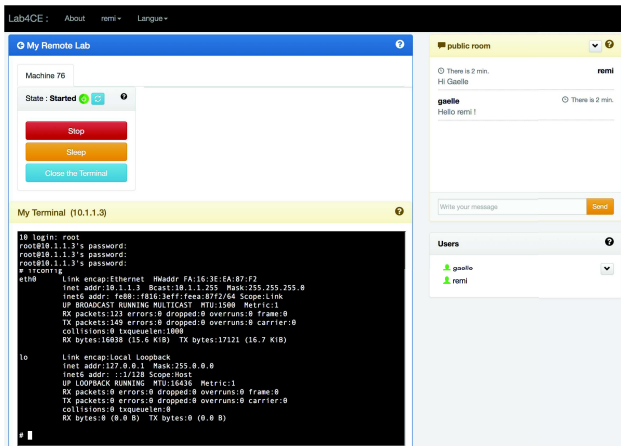 Lab4CE : About remi Langue
My Remote Lab
Machine 76
State : Started
Stop
Sleep
Close the Terminal
My Terminal (10.1.1.3)
10 login: root
root@10.1.1.3's password:
root@10.1.1.3's password:
root@10.1.1.3's password:
# ifconfig
eth0 Link encap:Ethernet HWaddr FA:16:3E:EA:87:F2
inet addr:10.1.1.3 Bcast:10.1.1.255 Mask:255.255.255.0
inet6 addr: fe80::f816:3eff:feea:87f2/64 Scope:Link
UP BROADCAST RUNNING MULTICAST MTU:1500 Metric:1
RX packets:123 errors:0 dropped:0 overruns:0 frame:0
TX packets:149 errors:0 dropped:0 overruns:0 carrier:0
collisions:0 txqueuelen:1000
RX bytes:16038 (15.6 KiB) TX bytes:17121 (16.7 KiB)
lo Link encap:Local Loopback
inet addr:127.0.0.1 Mask:255.0.0.0
inet6 addr: ::1/128 Scope:Host
UP LOOPBACK RUNNING MTU:16436 Metric:1
RX packets:0 errors:0 dropped:0 overruns:0 frame:0
TX packets:0 errors:0 dropped:0 overruns:0 carrier:0
collisions:0 txqueuelen:0
RX bytes:0 (0.0 B) TX bytes:0 (0.0 B)
#
public room
There is 2 min. remi
Hi Gaelle
gaelle There is 2 min.
Hello remi !
Write your message Send
Users
gaelle
remi